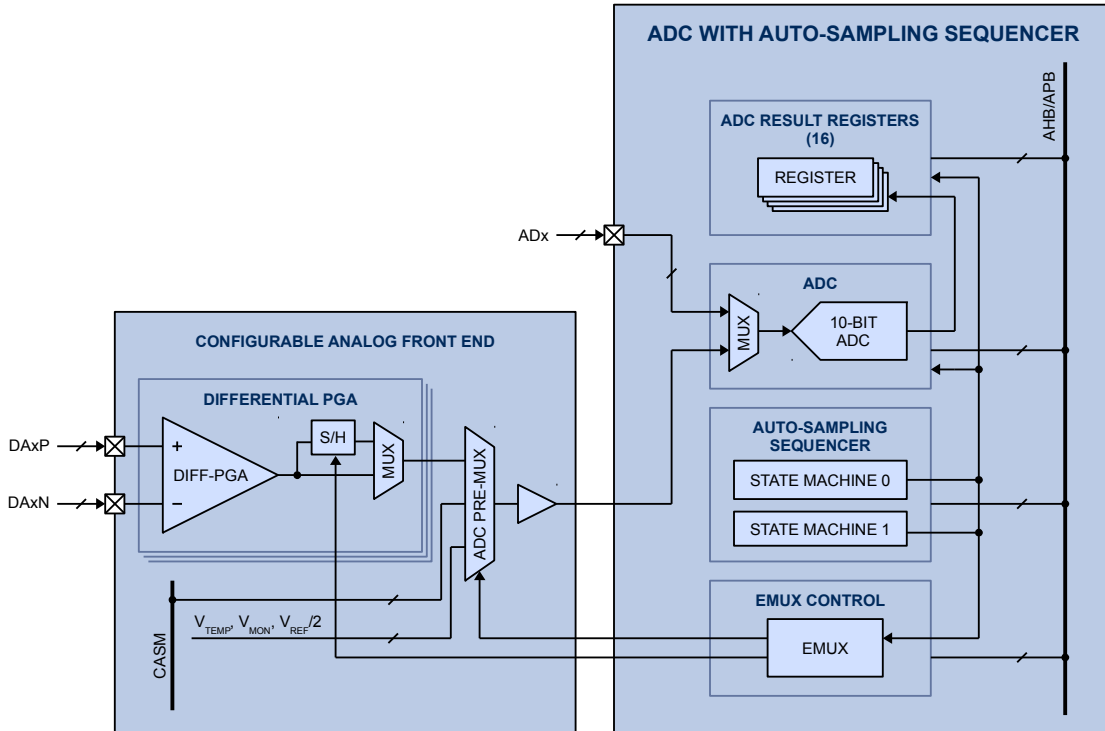 ADC WITH AUTO-SAMPLING SEQUENCER
AHB/APB
ADC RESULT REGISTERS
(16)
REGISTER
ADx
ADC
MUX
10-BIT
ADC
CONFIGURABLE ANALOG FRONT END
DIFFERENTIAL PGA
DAxP
DAxN
+
DIFF-PGA
−
S/H
MUX
ADC PRE-MUX
AUTO-SAMPLING
SEQUENCER
STATE MACHINE 0
STATE MACHINE 1
CASM
VTEMP, VMON, VREF/2
EMUX CONTROL
EMUX